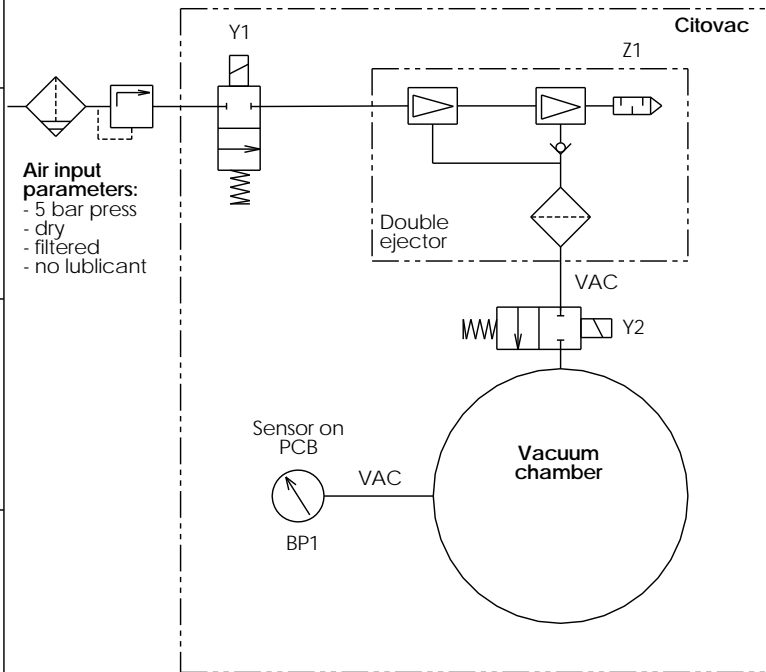 Citovac
Y1
Z1
Air input
parameters:
- 5 bar press
- dry
- filtered
- no lublicant
Double
ejector
VAC
Y2
Sensor on
PCB
VAC
BP1
Vacuum
chamber